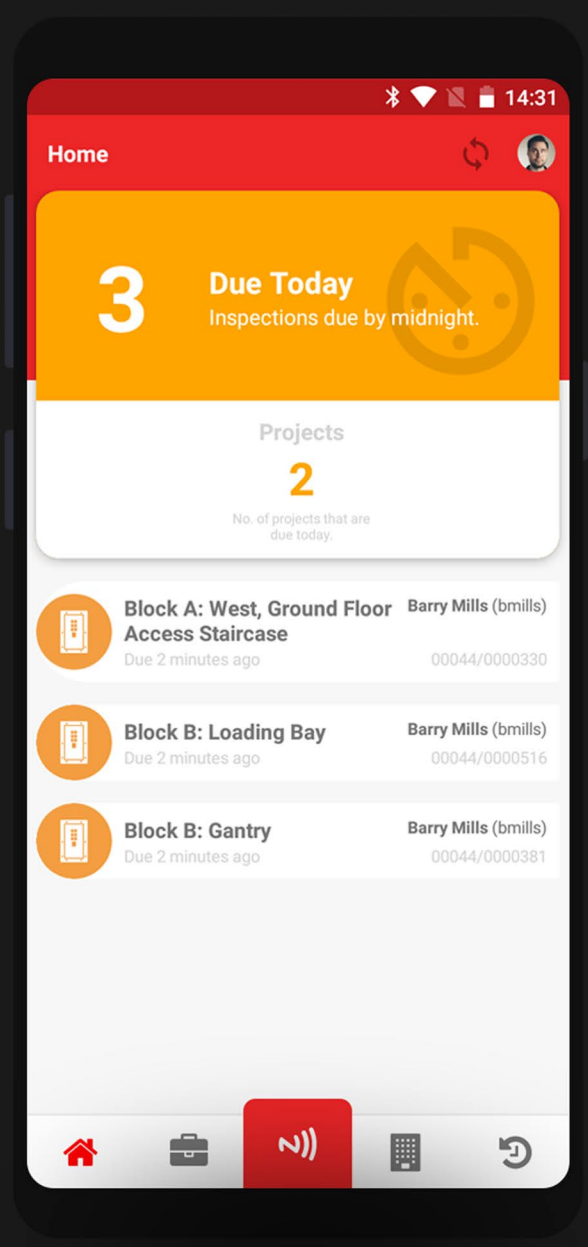 14:31
Home
3
Due Today
Inspections due by midnight.
Projects
2
No. of projects that are
due today.
Block A: West, Ground Floor
Access Staircase
Barry Mills (bmills)
Due 2 minutes ago
00044/0000330
Block B: Loading Bay
Barry Mills (bmills)
Due 2 minutes ago
00044/0000516
Block B: Gantry
Barry Mills (bmills)
Due 2 minutes ago
00044/0000381